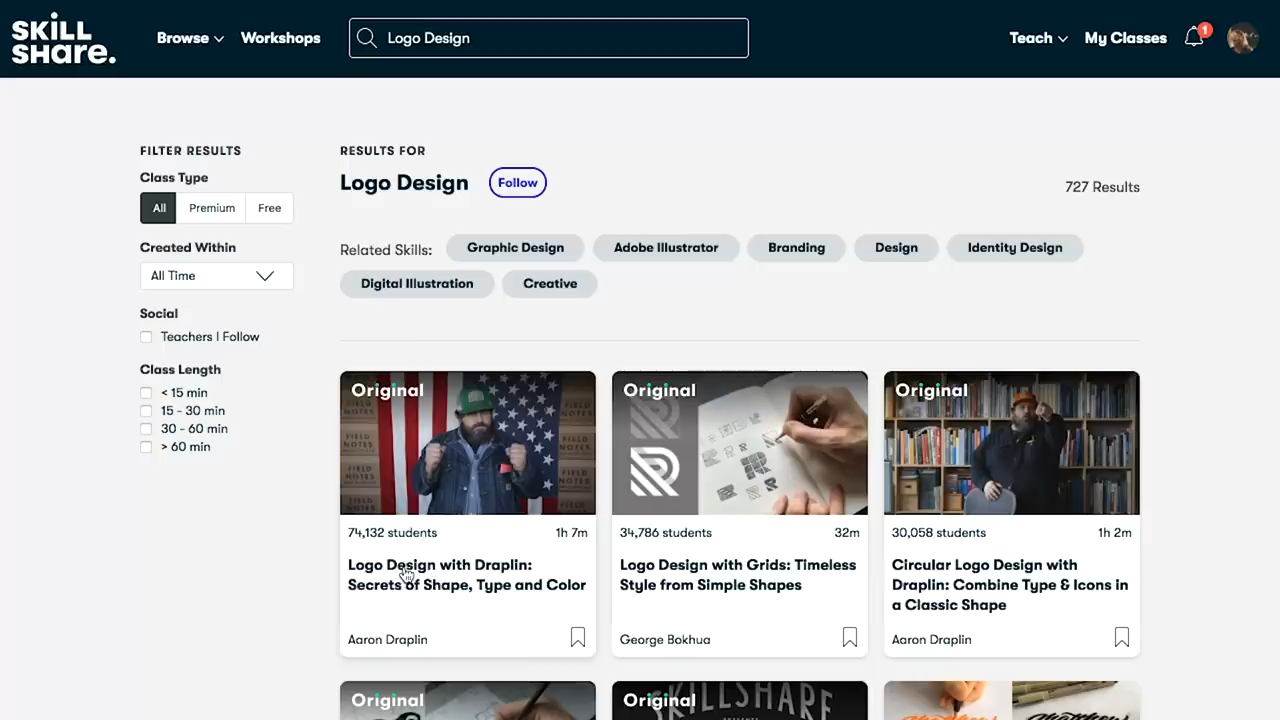 SKILL
SHARE.
Browse
Workshops
Logo Design
Teach
My Classes
1
FILTER RESULTS
Class Type
All
Premium
Free
Created Within
All Time
Social
Teachers I Follow
Class Length
< 15 min
15 - 30 min
30 - 60 min
> 60 min
RESULTS FOR
Logo Design
Follow
727 Results
Related Skills:
Graphic Design
Adobe Illustrator
Branding
Design
Identity Design
Digital Illustration
Creative
Original
FIELD NOTES
74,132 students
1h 7m
Logo Design with Draplin:
Secrets of Shape, Type and Color
Aaron Draplin
Original
34,786 students
32m
Logo Design with Grids: Timeless
Style from Simple Shapes
George Bokhua
Original
30,058 students
1h 2m
Circular Logo Design with
Draplin: Combine Type & Icons in
a Classic Shape
Aaron Draplin
Original
Original
SKILLSHARE